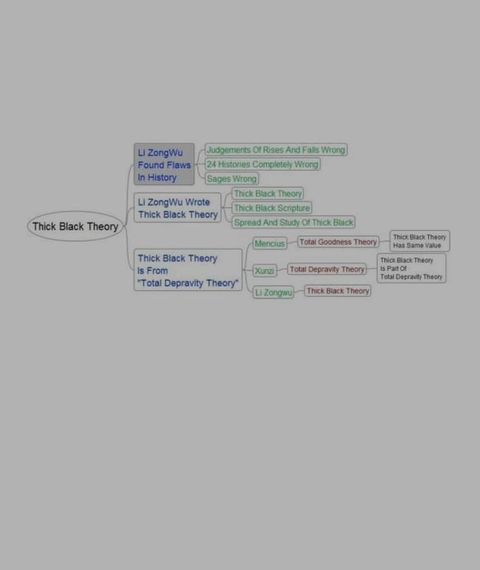 Thick Black Theory
Li ZongWu
Found Flaws
In History
Judgements Of Rises And Falls Wrong
24 Histories Completely Wrong
Sages Wrong
Li ZongWu Wrote
Thick Black Theory
Thick Black Theory
Thick Black Scripture
Spread And Study Of Thick Black
Thick Black Theory
Is From
"Total Depravity Theory"
Mencius
Total Goodness Theory
Thick Black Theory
Has Same Value
Xunzi
Total Depravity Theory
Thick Black Theory
Is Part Of
Total Depravity Theory
Li Zongwu
Thick Black Theory